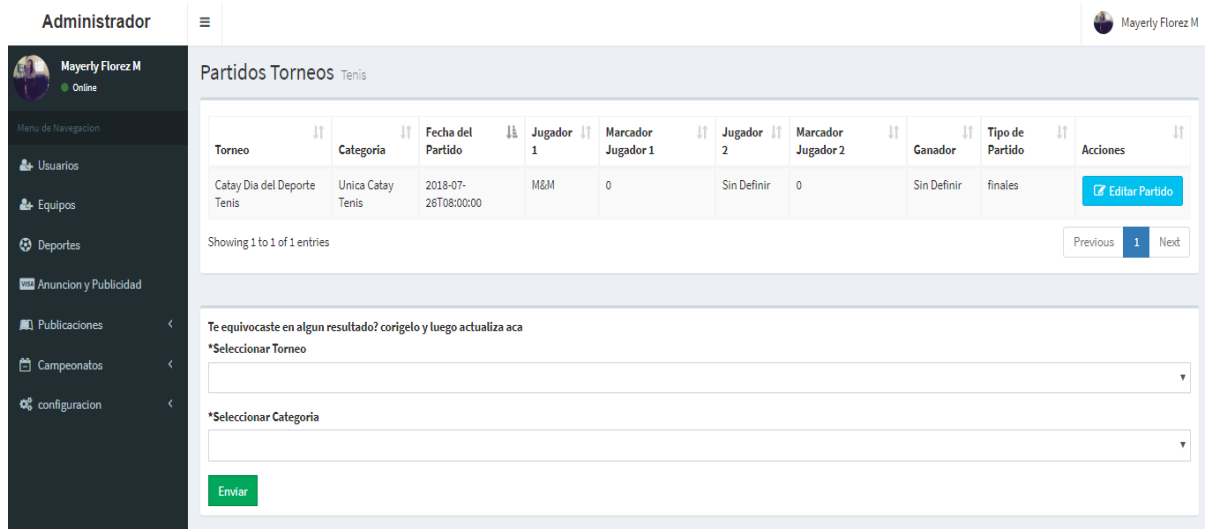 Administrador
Mayerly Florez M
Mayerly Florez M
Online
Menu de Navegacion
Usuarios
Equipos
Deportes
VISA Anuncion y Publicidad
Publicaciones
Campeonatos
configuracion
Partidos Torneos Tenis
Torneo Categoria Fecha del Partido Jugador 1 Marcador Jugador 1 Jugador 2 Marcador Jugador 2 Ganador Tipo de Partido Acciones
Catay Dia del Deporte Tenis Unica Catay Tenis 2018-07-26T08:00:00 M&M 0 Sin Definir 0 Sin Definir finales Editar Partido
Showing 1 to 1 of 1 entries
Previous 1 Next
Te equivocaste en algun resultado? corigelo y luego actualiza aca
*Seleccionar Torneo
*Seleccionar Categoria
Enviar